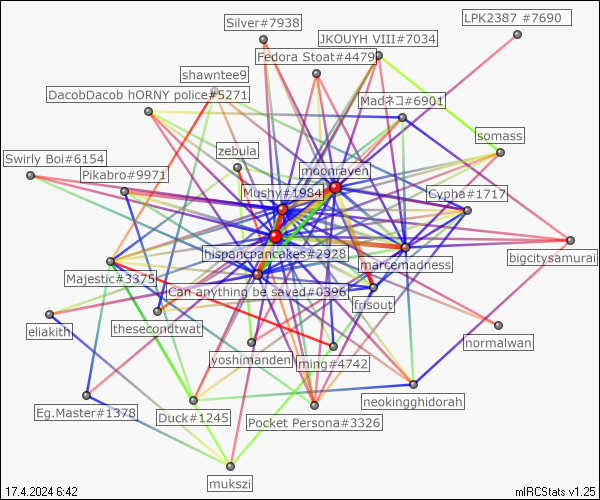 LPK2387 #7690
Silver#7938
JKOUYH VIII#7034
Fedora Stoat#4479
shawntee9
DacobDacob hORNY police#5271
Madネコ#6901
somass
zebula
Swirly Boi#6154
moonraven
Pikabro#9971
Mushy#1984
Cypha#1717
hispancpancakes#2928
bigcitysamurai
marcemadness
Majestic#3375
Can anything be saved#0396
frisout
eliakith
thesecondtwat
normalwan
yoshimanden
ming#4742
neokingghidorah
Eg.Master#1378
Duck#1245
Pocket Persona#3326
mukszi
17.4.2024 6:42
mIRCStats v1.25